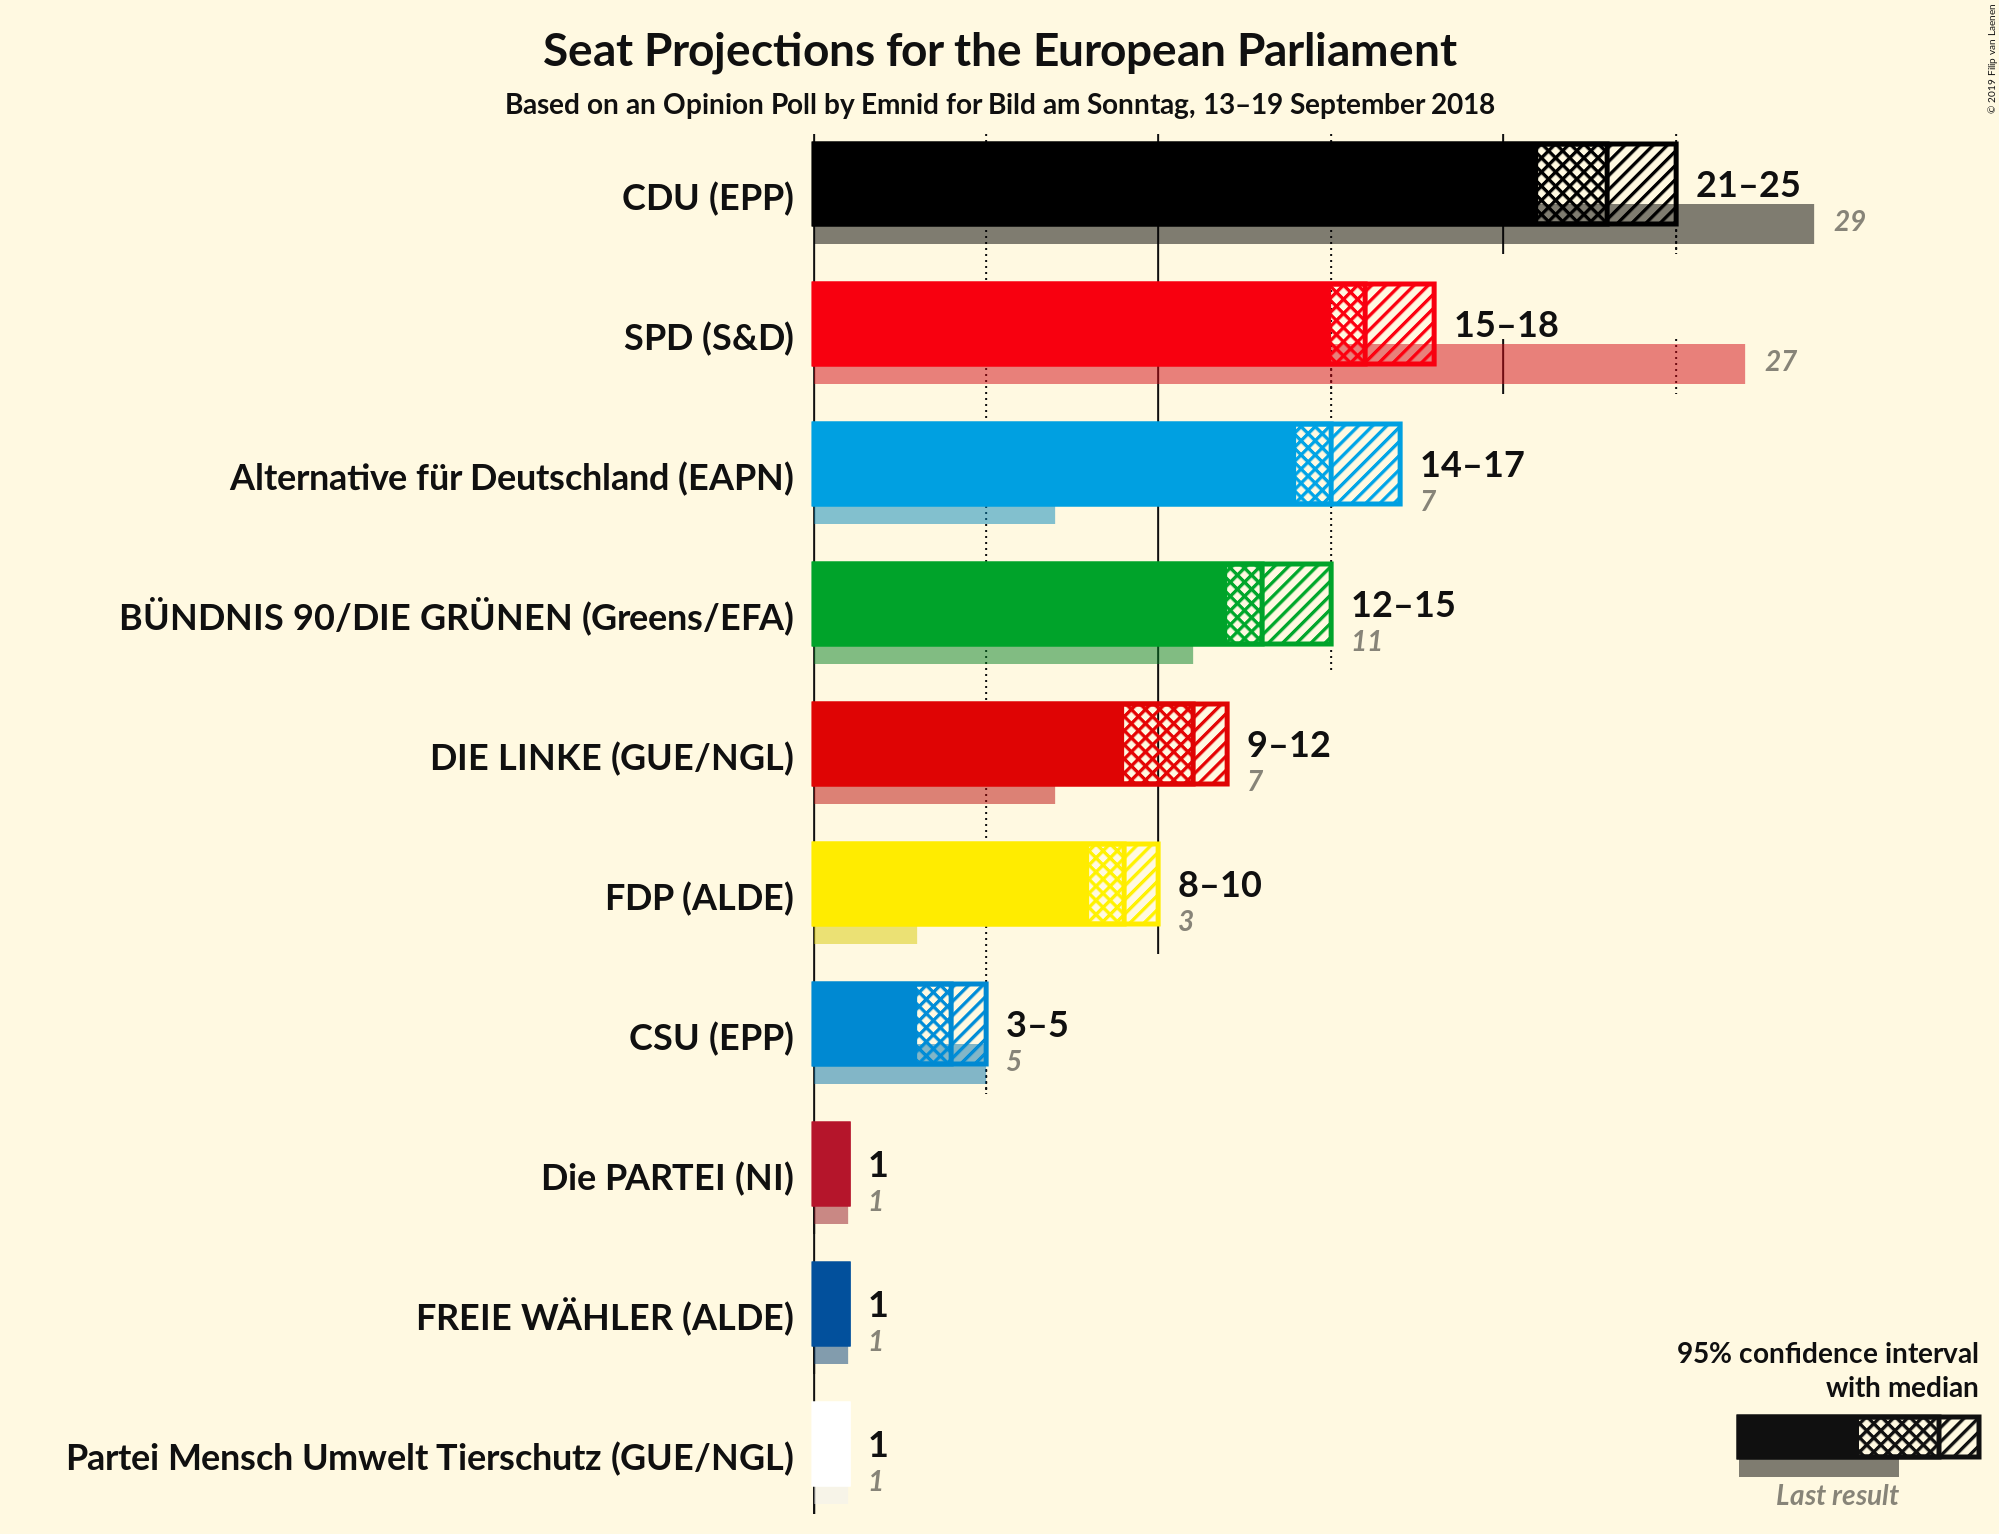 Seat Projections for the European Parliament
Based on an Opinion Poll by Emnid for Bild am Sonntag, 13–19 September 2018
© 2019 Filip van Laenen
CDU (EPP)
21–25
29
SPD (S&D)
15–18
27
Alternative für Deutschland (EAPN)
14–17
7
BÜNDNIS 90/DIE GRÜNEN (Greens/EFA)
12–15
11
DIE LINKE (GUE/NGL)
9–12
7
FDP (ALDE)
8–10
3
CSU (EPP)
3–5
5
Die PARTEI (NI)
1
1
FREIE WÄHLER (ALDE)
1
1
Partei Mensch Umwelt Tierschutz (GUE/NGL)
1
1
95% confidence interval
with median
Last result